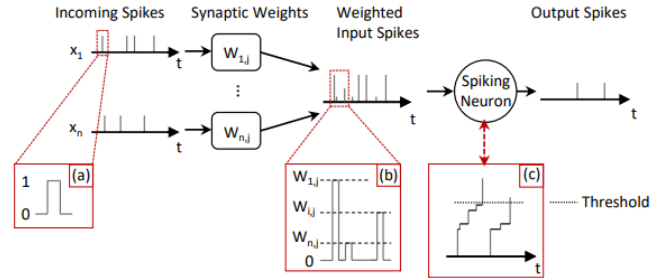 Incoming Spikes
Synaptic Weights
Weighted
Input Spikes
Output Spikes
x1
t
W1,j
⋮
xn
t
Wn,j
t
Spiking
Neuron
t
(a)
1
0
(b)
W1,j
Wi,j
Wn,j
0
(c)
t
Threshold